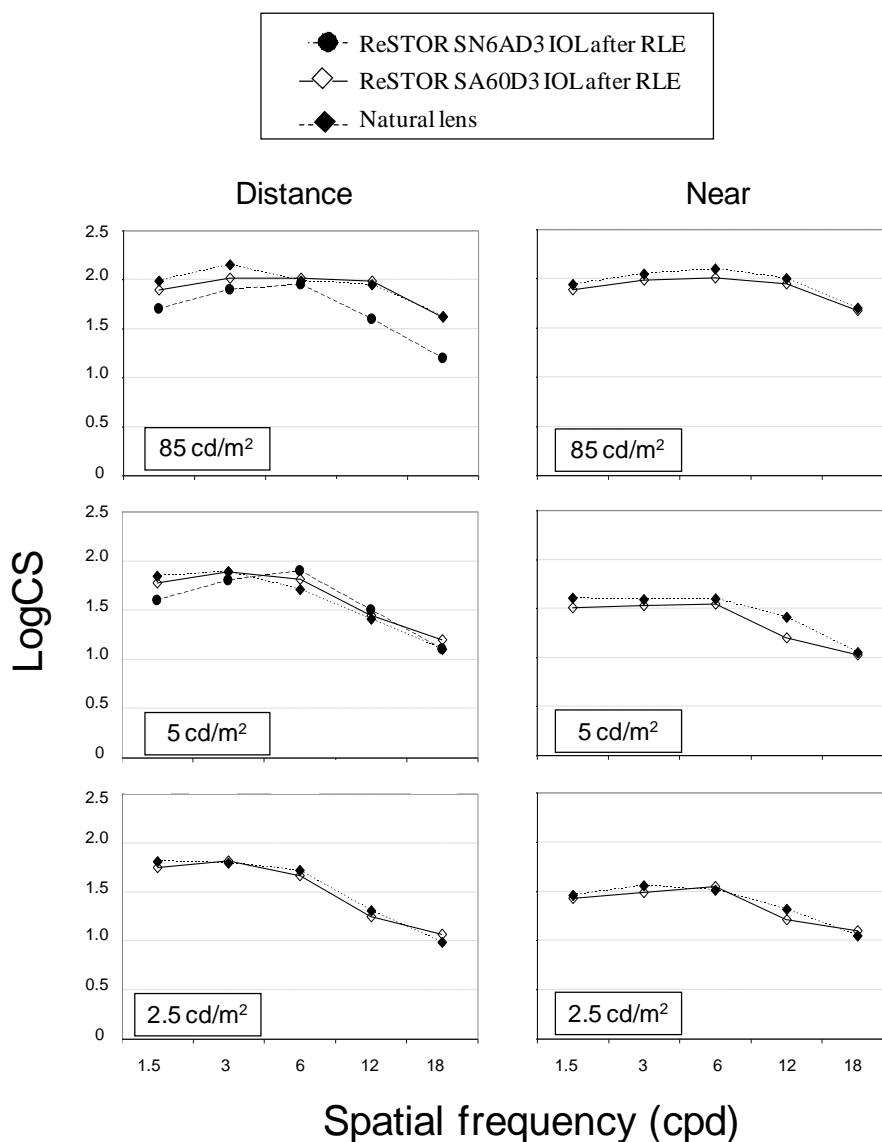 ReSTOR SN6AD3 IOL after RLE
ReSTOR SA60D3 IOL after RLE
Natural lens
Distance
Near
LogCS
2.5
2.0
1.5
1.0
0.5
0
85 cd/m²
85 cd/m²
2.5
2.0
1.5
1.0
0.5
0
5 cd/m²
5 cd/m²
2.5
2.0
1.5
1.0
0.5
0
2.5 cd/m²
2.5 cd/m²
1.5 3 6 12 18
1.5 3 6 12 18
Spatial frequency (cpd)